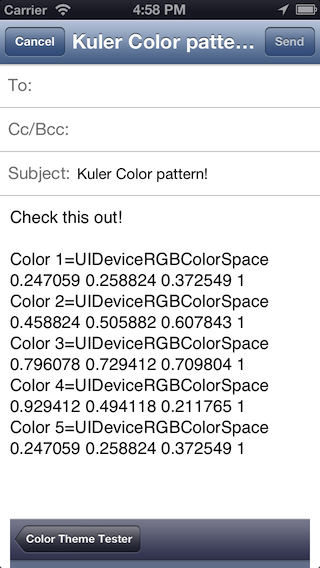 Carrier 4:58 PM
Cancel Kuler Color patte... Send
To:
Cc/Bcc:
Subject: Kuler Color pattern!
Check this out!
Color 1=UIDeviceRGBColorSpace
0.247059 0.258824 0.372549 1
Color 2=UIDeviceRGBColorSpace
0.458824 0.505882 0.607843 1
Color 3=UIDeviceRGBColorSpace
0.796078 0.729412 0.709804 1
Color 4=UIDeviceRGBColorSpace
0.929412 0.494118 0.211765 1
Color 5=UIDeviceRGBColorSpace
0.247059 0.258824 0.372549 1
Color Theme Tester